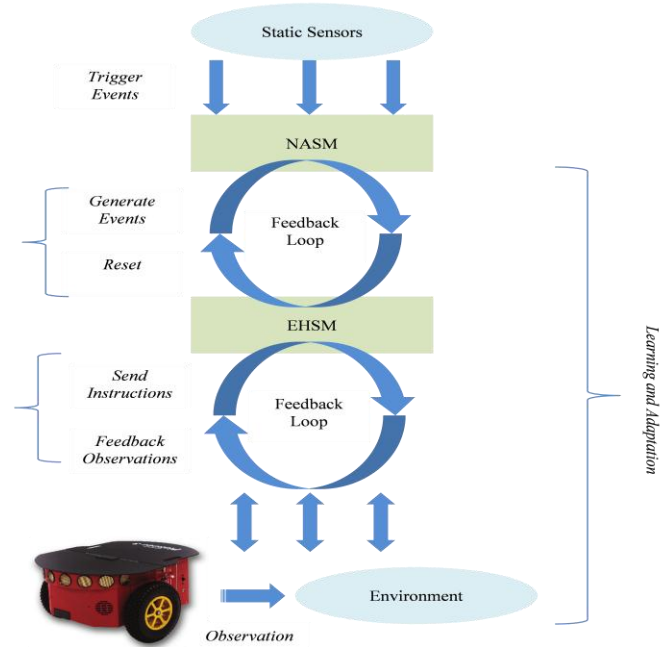 Static Sensors
Trigger
Events
NASM
Generate
Events
Feedback
Loop
Reset
EHSM
Send
Instructions
Feedback
Loop
Feedback
Observations
Learning and Adaptation
Environment
Observation